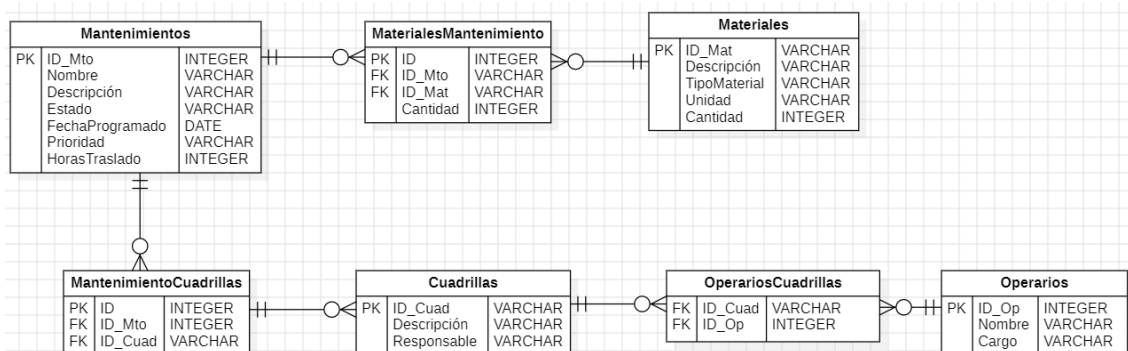 Mantenimientos
PK ID_Mto INTEGER
Nombre VARCHAR
Descripción VARCHAR
Estado VARCHAR
FechaProgramado DATE
Prioridad VARCHAR
HorasTraslado INTEGER
MaterialesMantenimiento
PK ID INTEGER
FK ID_Mto VARCHAR
FK ID_Mat VARCHAR
Cantidad INTEGER
Materiales
PK ID_Mat VARCHAR
Descripción VARCHAR
TipoMaterial VARCHAR
Unidad VARCHAR
Cantidad INTEGER
MantenimientoCuadrillas
PK ID INTEGER
FK ID_Mto INTEGER
FK ID_Cuad VARCHAR
Cuadrillas
PK ID_Cuad VARCHAR
Descripción VARCHAR
Responsable VARCHAR
OperariosCuadrillas
FK ID_Cuad VARCHAR
FK ID_Op INTEGER
Operarios
PK ID_Op INTEGER
Nombre VARCHAR
Cargo VARCHAR